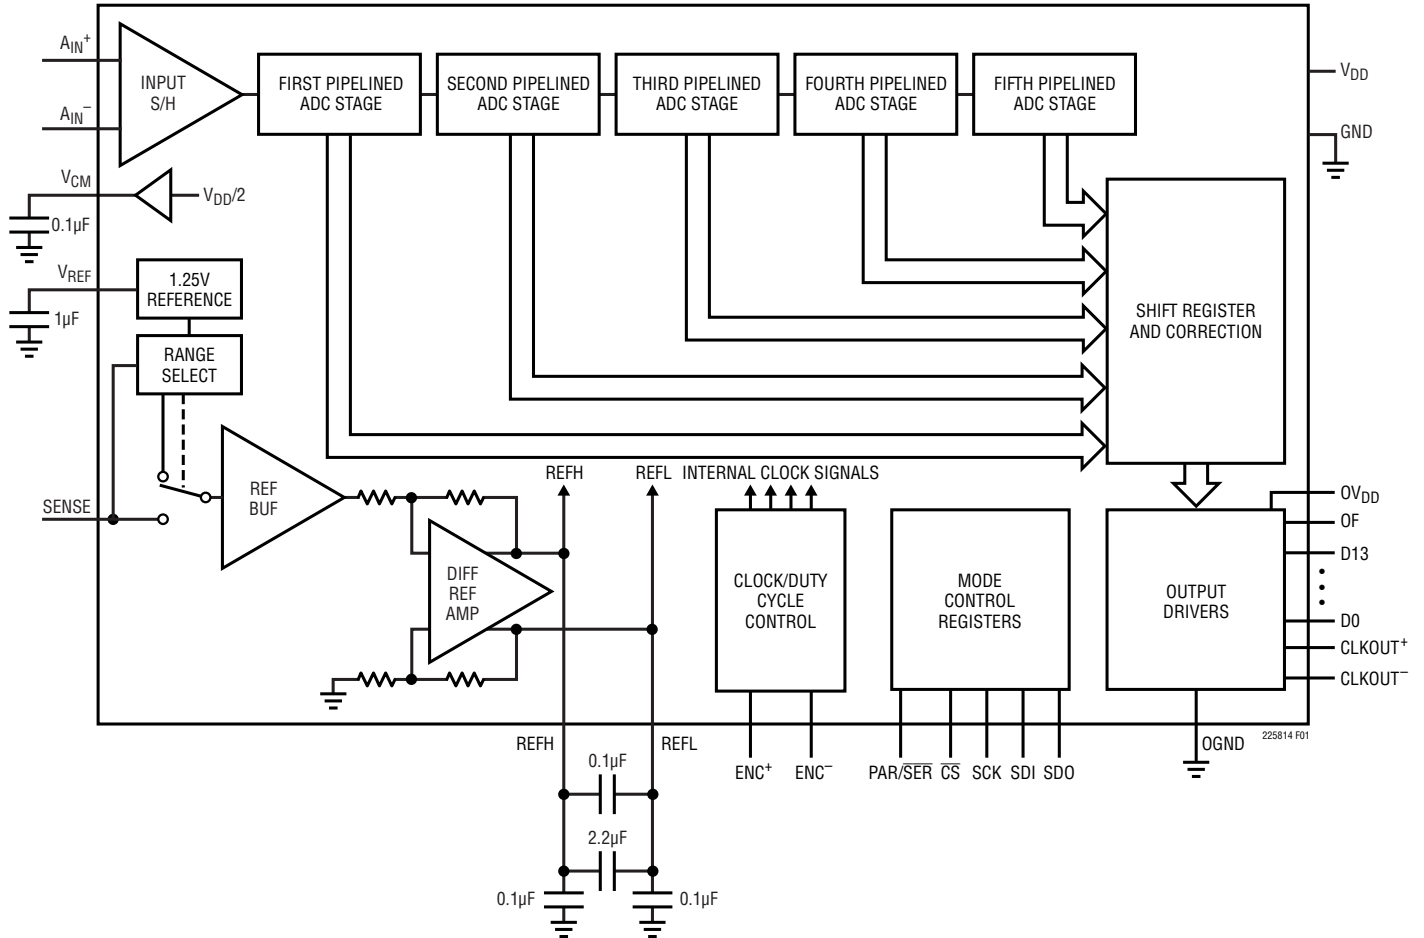 AIN+
INPUT
S/H
AIN−
FIRST PIPELINED
ADC STAGE
SECOND PIPELINED
ADC STAGE
THIRD PIPELINED
ADC STAGE
FOURTH PIPELINED
ADC STAGE
FIFTH PIPELINED
ADC STAGE
VDD
GND
VCM
VDD/2
0.1µF
VREF
1.25V
REFERENCE
1µF
RANGE
SELECT
SHIFT REGISTER
AND CORRECTION
SENSE
REF
BUF
REFH
REFL
INTERNAL CLOCK SIGNALS
DIFF
REF
AMP
CLOCK/DUTY
CYCLE
CONTROL
MODE
CONTROL
REGISTERS
OUTPUT
DRIVERS
OVDD
OF
D13
D0
CLKOUT+
CLKOUT−
REFH
REFL
ENC+
ENC−
PAR/S̅E̅R̅
C̅S̅
SCK
SDI
SDO
OGND
225814 F01
0.1µF
2.2µF
0.1µF
0.1µF